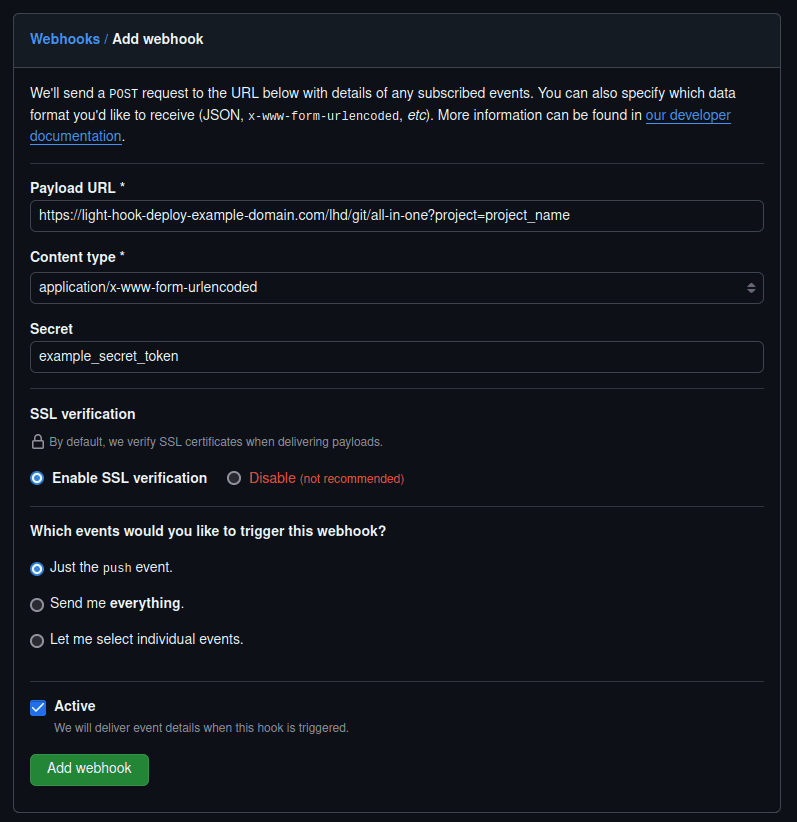 Webhooks / Add webhook
We'll send a POST request to the URL below with details of any subscribed events. You can also specify which data
format you'd like to receive (JSON, x-www-form-urlencoded, etc). More information can be found in our developer
documentation.
Payload URL *
https://light-hook-deploy-example-domain.com/lhd/git/all-in-one?project=project_name
Content type *
application/x-www-form-urlencoded
Secret
example_secret_token
SSL verification
By default, we verify SSL certificates when delivering payloads.
Enable SSL verification Disable (not recommended)
Which events would you like to trigger this webhook?
Just the push event.
Send me everything.
Let me select individual events.
Active
We will deliver event details when this hook is triggered.
Add webhook